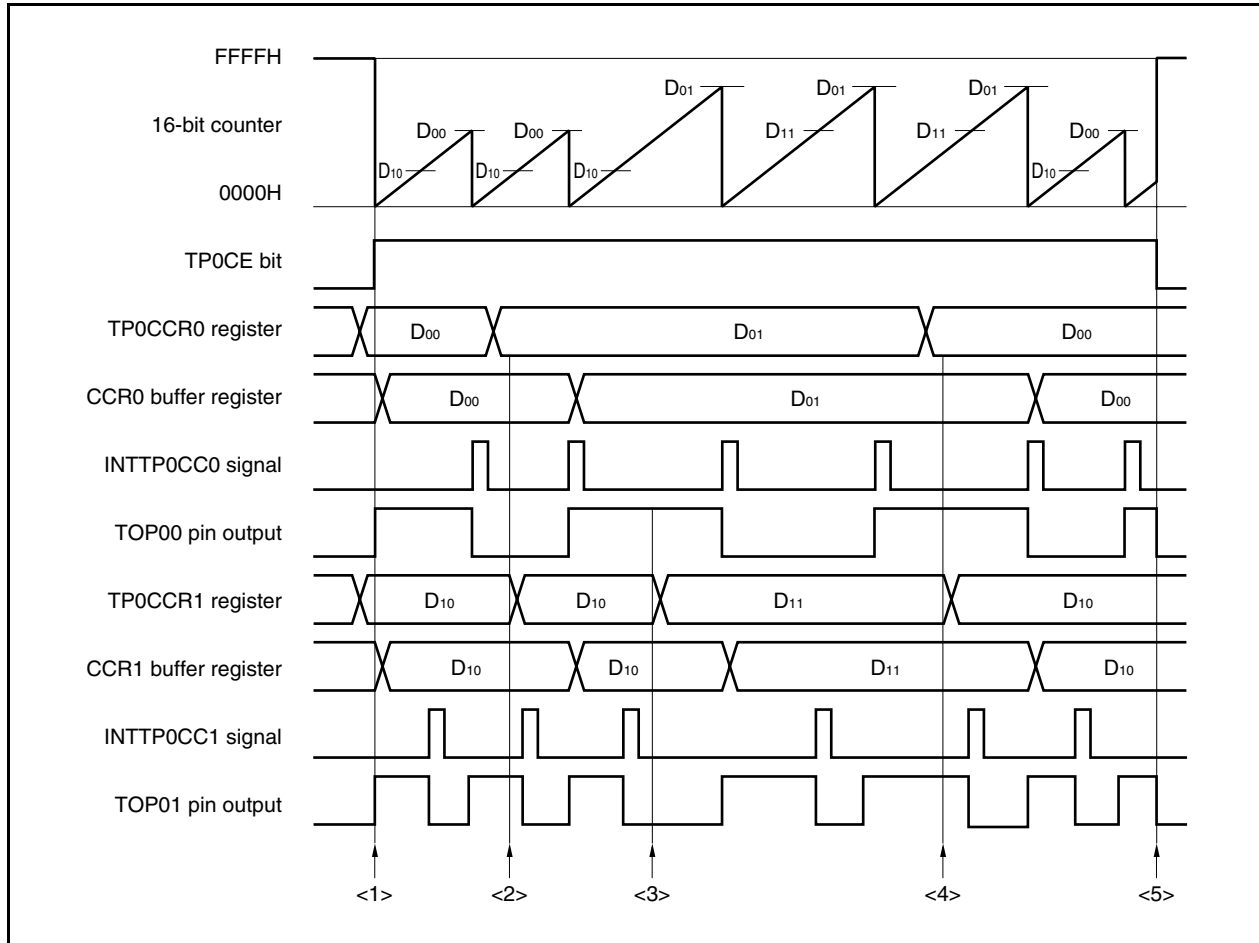 FFFFH
D01 D01 D01
16-bit counter
D00 D00 D11 D11 D00
D10 D10 D10 D10
0000H
TP0CE bit
TP0CCR0 register
D00 D01 D00
CCR0 buffer register
D00 D01 D00
INTTP0CC0 signal
TOP00 pin output
TP0CCR1 register
D10 D10 D11 D10
CCR1 buffer register
D10 D10 D11 D10
INTTP0CC1 signal
TOP01 pin output
<1> <2> <3> <4> <5>